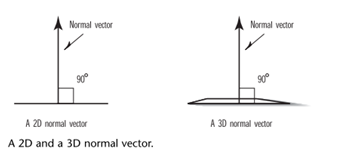 Normal vector
90°
A 2D normal vector
Normal vector
90°
A 3D normal vector
A 2D and a 3D normal vector.